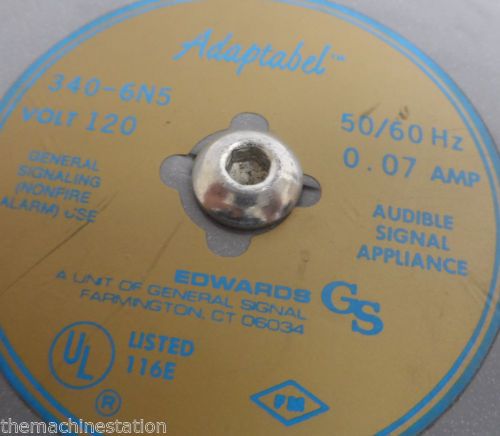 Adaptabel™
340-6N5
VOLT 120
50/60 Hz
0.07 AMP
GENERAL
SIGNALING
(NONFIRE
ALARM) USE
AUDIBLE
SIGNAL
APPLIANCE
EDWARDS GS
A UNIT OF GENERAL SIGNAL
FARMINGTON, CT 06034
UL ®
LISTED
116E
FM
themachinestation